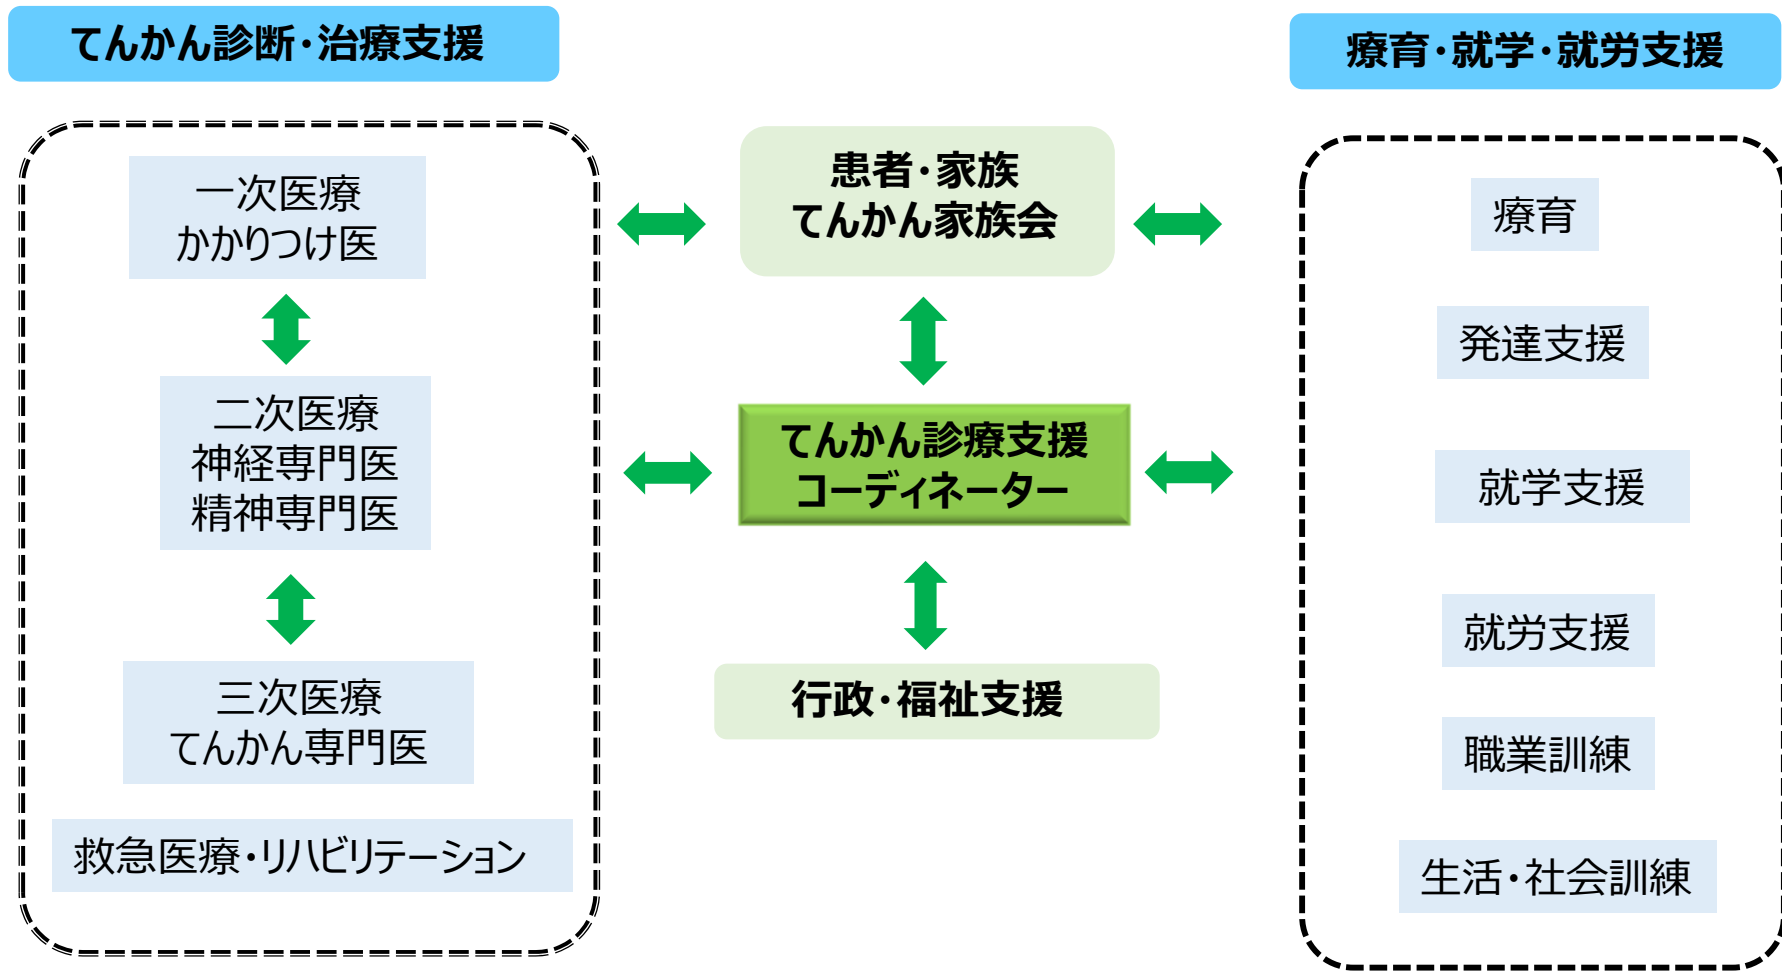 てんかん診断・治療支援
一次医療
かかりつけ医
二次医療
神経専門医
精神専門医
三次医療
てんかん専門医
救急医療・リハビリテーション
患者・家族
てんかん家族会
てんかん診療支援
コーディネーター
行政・福祉支援
療育・就学・就労支援
療育
発達支援
就学支援
就労支援
職業訓練
生活・社会訓練